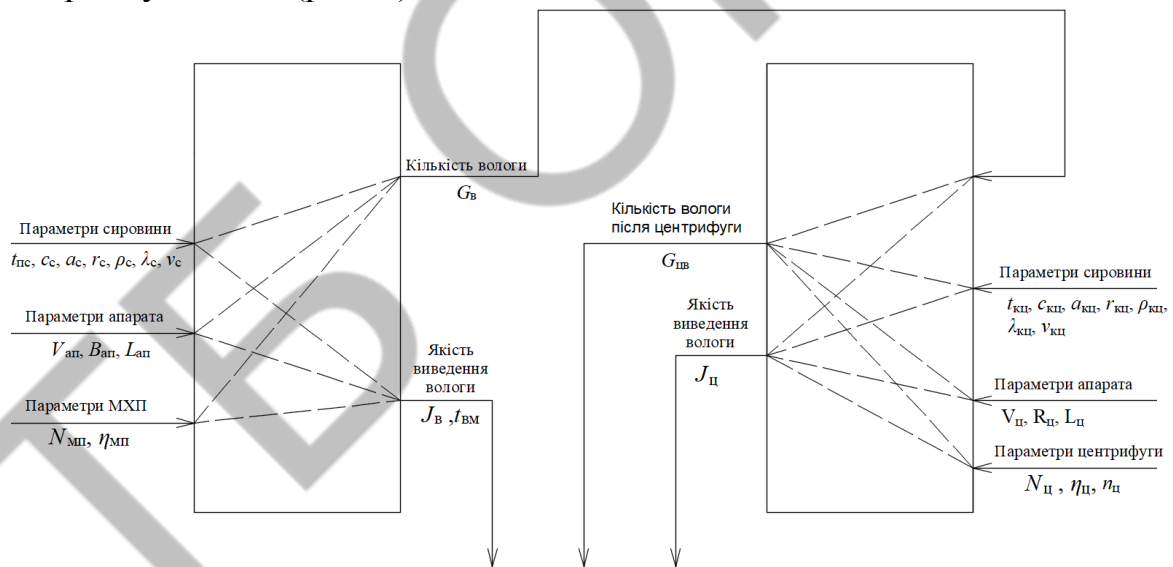 Кількість вологи
Gв
Параметри сировини
tпс, cс, aс, rс, ρс, λс, νс
Параметри апарата
Vап, Bап, Lап
Параметри МХП
Nмп, ηмп
Якість
виведення
вологи
Jв ,tвм
Кількість вологи
після центрифуги
Gцв
Якість
виведення
вологи
Jц
Параметри сировини
tкц, cкц, aкц, rкц, ρкц,
λкц, νкц
Параметри апарата
Vц, Rц, Lц
Параметри центрифуги
Nц , ηц, nц